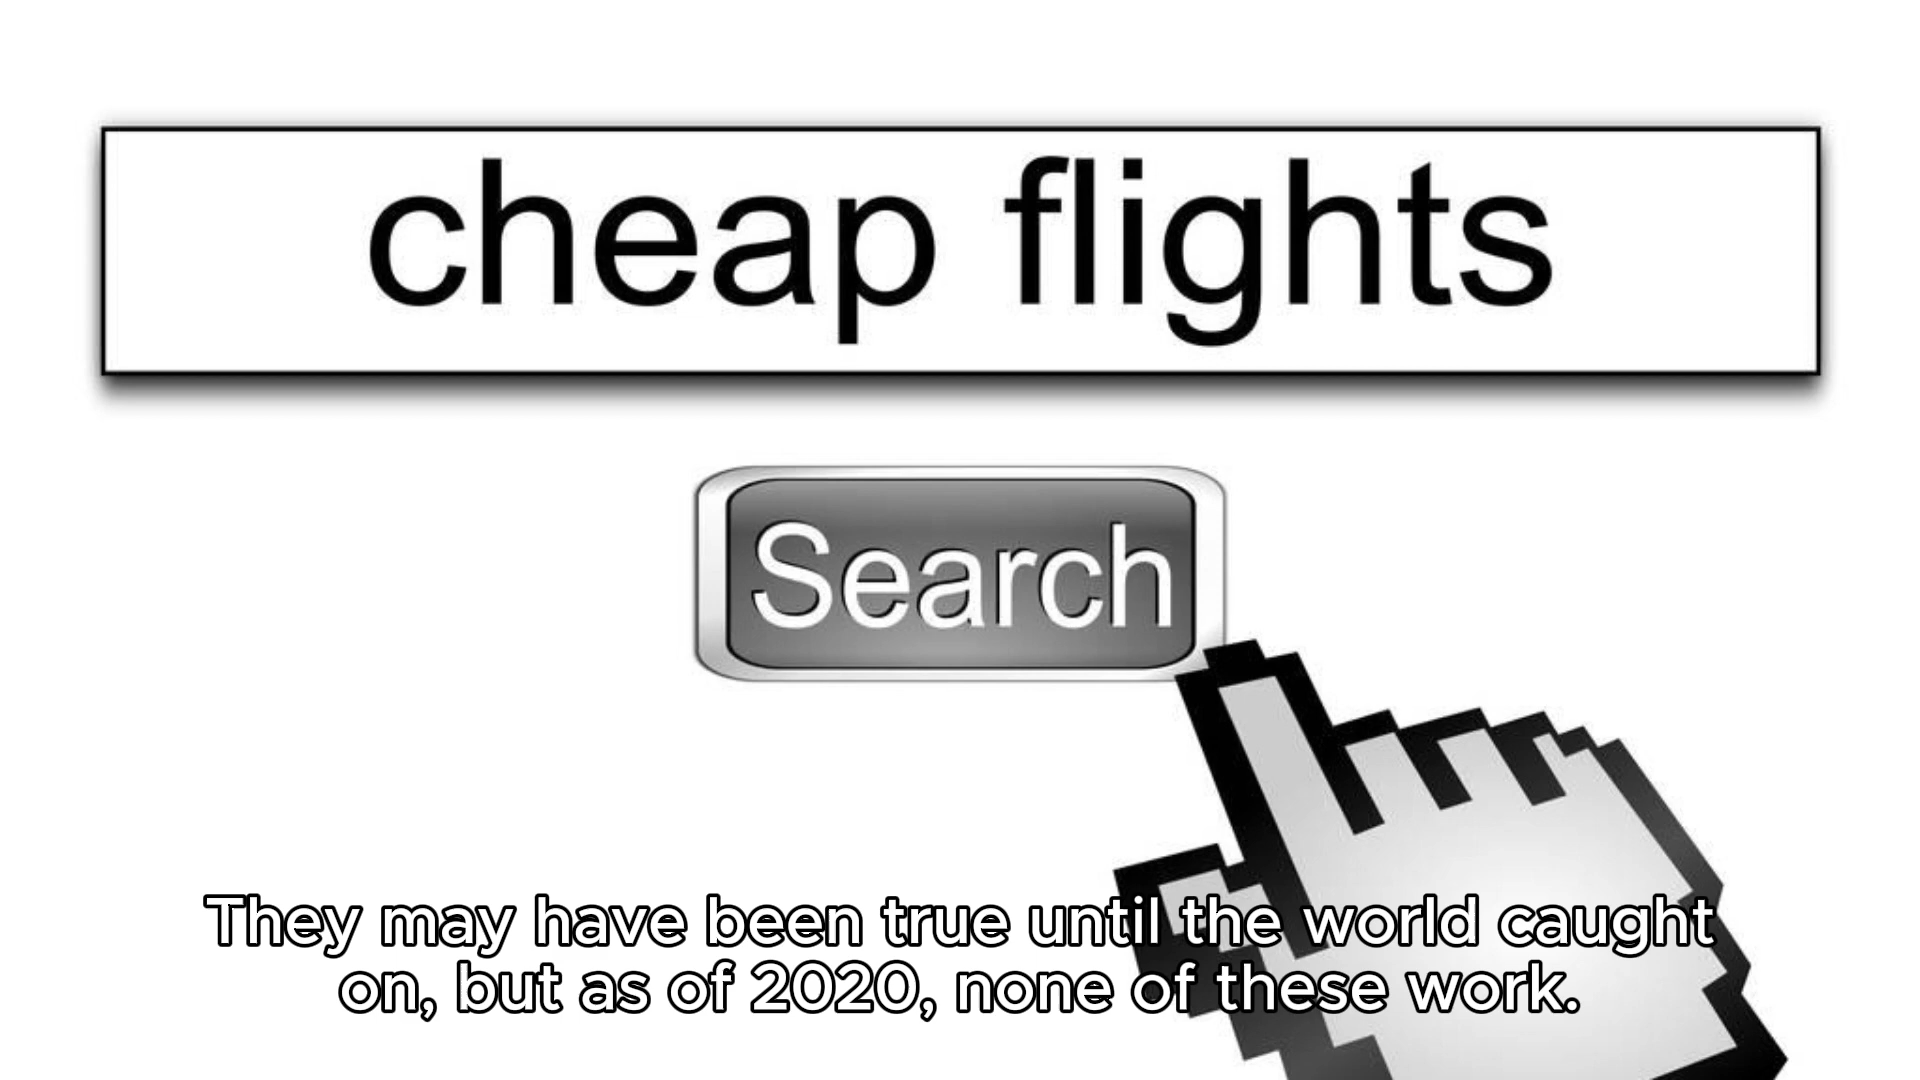 cheap flights
Search
They may have been true until the world caught
on, but as of 2020, none of these work.